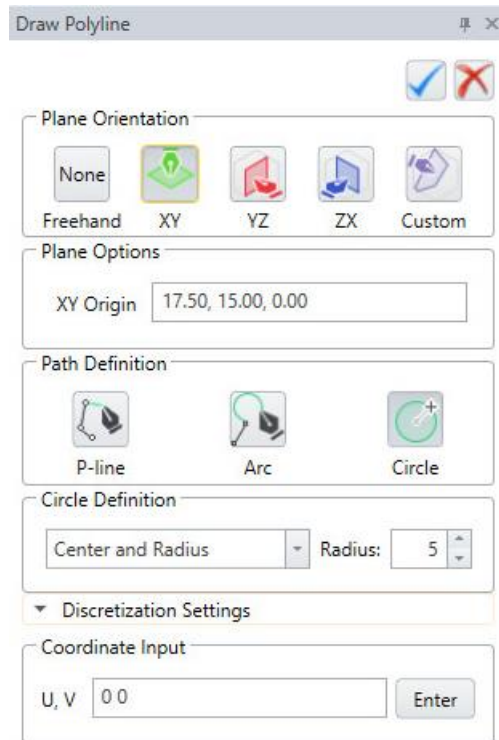 Draw Polyline
Plane Orientation
None
Freehand XY YZ ZX Custom
Plane Options
XY Origin 17.50, 15.00, 0.00
Path Definition
P-line Arc Circle
Circle Definition
Center and Radius Radius: 5
Discretization Settings
Coordinate Input
U, V 0 0 Enter